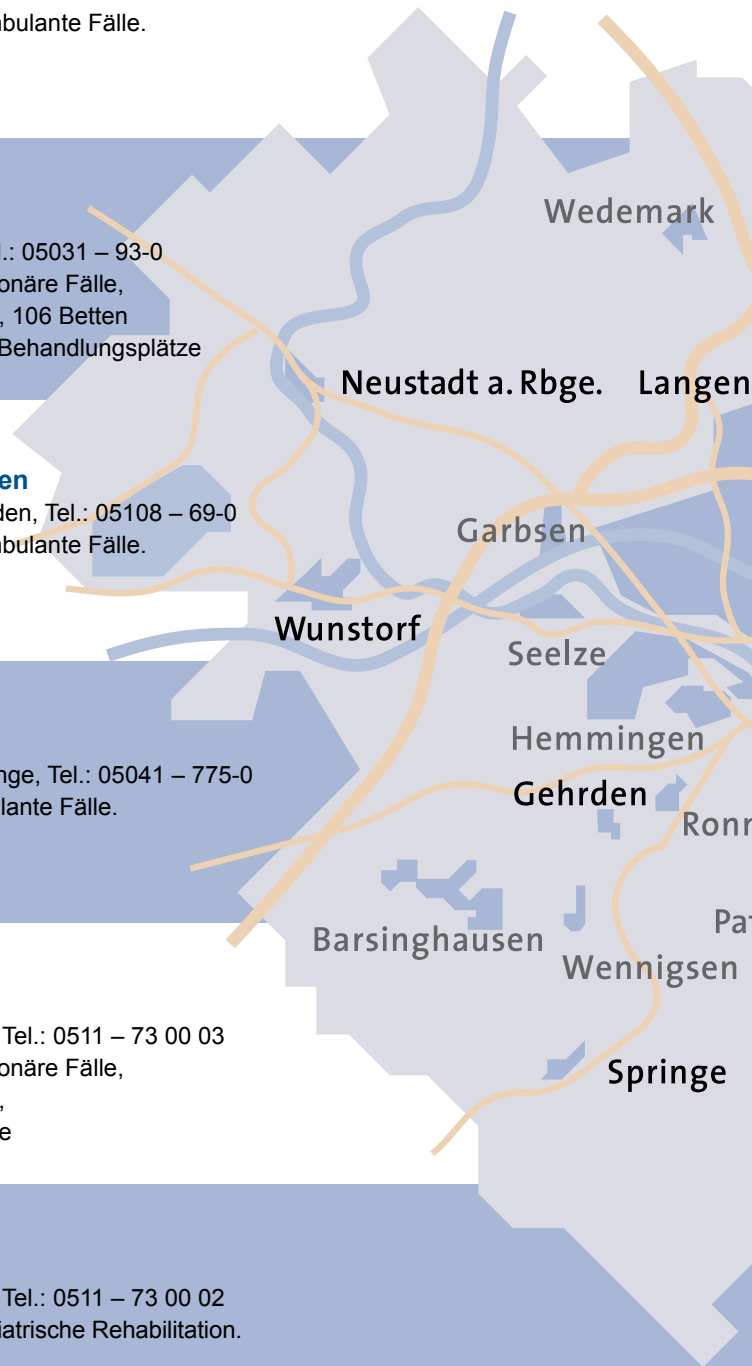 bulante Fälle.
l.: 05031 – 93-0
onäre Fälle,
, 106 Betten
Behandlungsplätze
en
den, Tel.: 05108 – 69-0
bulante Fälle.
nge, Tel.: 05041 – 775-0
lante Fälle.
Tel.: 0511 – 73 00 03
onäre Fälle,
,
e
Tel.: 0511 – 73 00 02
iatrische Rehabilitation.
Wedemark
Neustadt a. Rbge.
Langen
Garbsen
Wunstorf
Seelze
Hemmingen
Gehrden
Ronn
Barsinghausen
Pat
Wennigsen
Springe